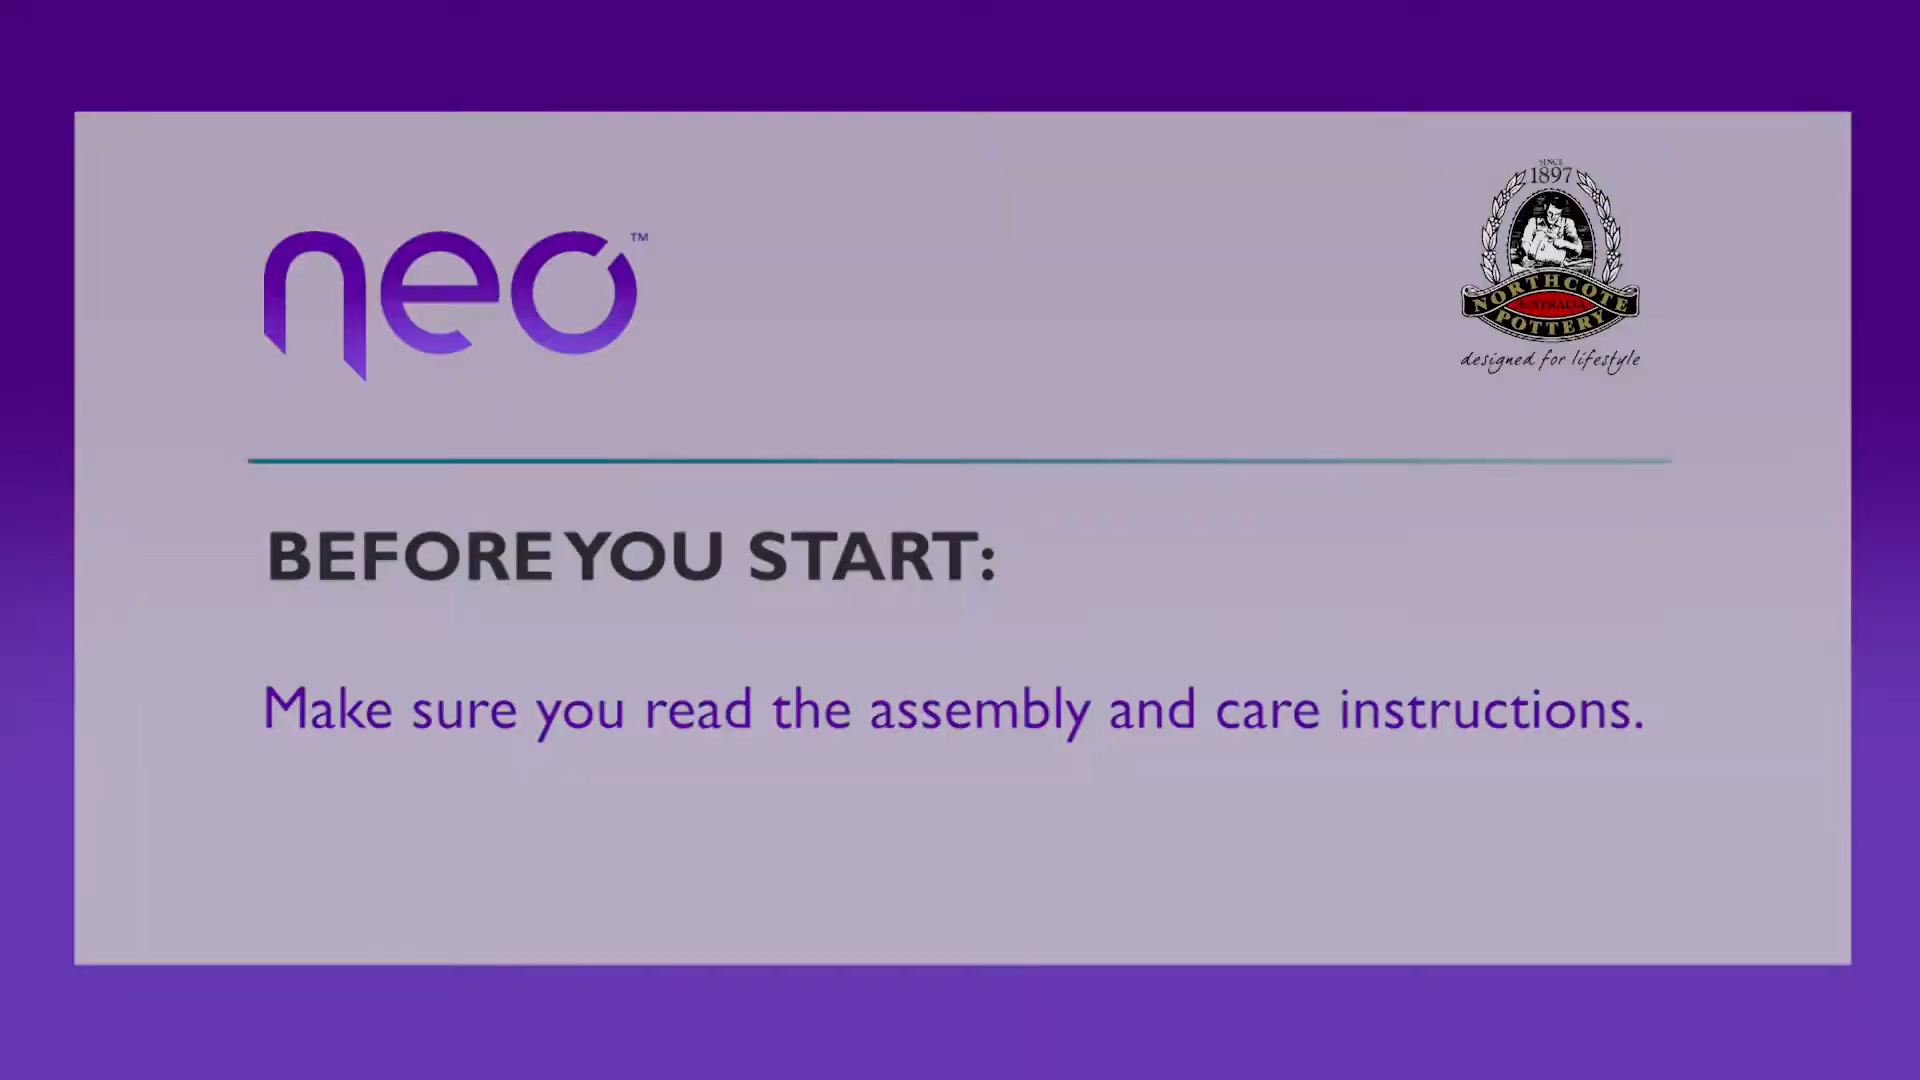 neo™
SINCE
1897
NORTHCOTE
AUSTRALIA
POTTERY
designed for lifestyle
BEFORE YOU START:
Make sure you read the assembly and care instructions.